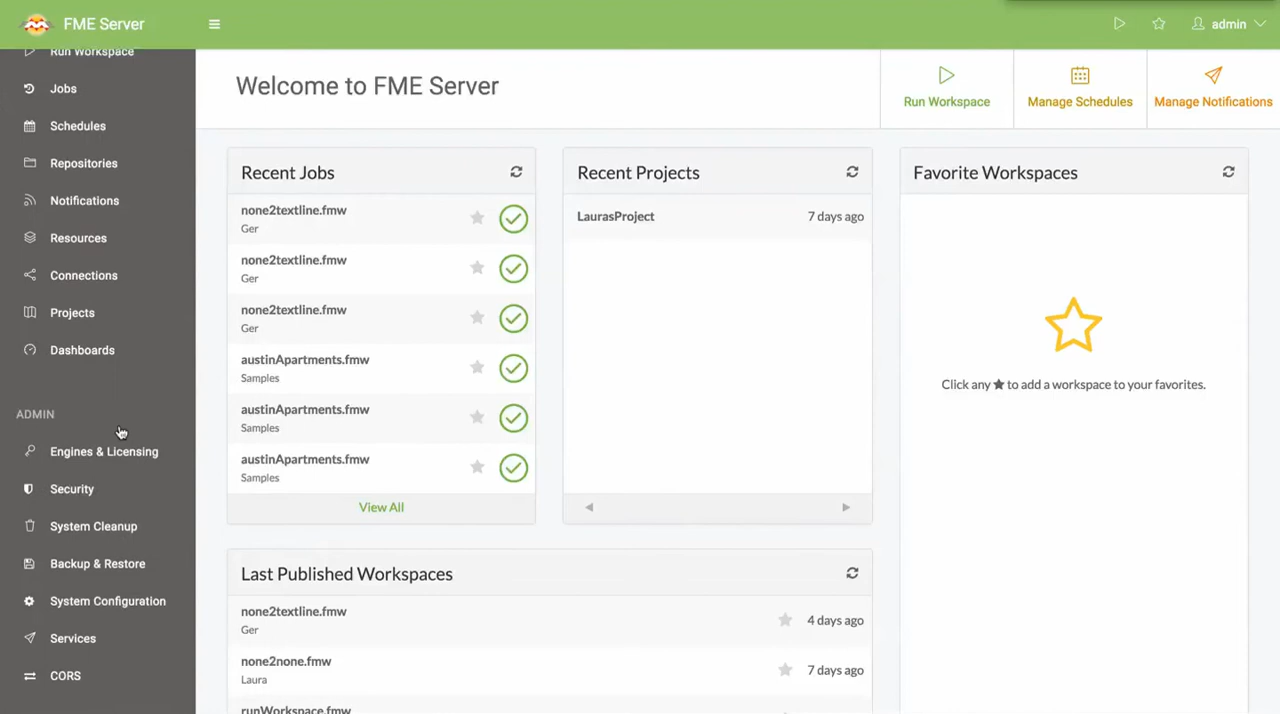 FME Server
admin
Run Workspace
Jobs
Schedules
Repositories
Notifications
Resources
Connections
Projects
Dashboards
ADMIN
Engines & Licensing
Security
System Cleanup
Backup & Restore
System Configuration
Services
CORS
Welcome to FME Server
Run Workspace
Manage Schedules
Manage Notifications
Recent Jobs
none2textline.fmw
Ger
none2textline.fmw
Ger
none2textline.fmw
Ger
austinApartments.fmw
Samples
austinApartments.fmw
Samples
austinApartments.fmw
Samples
View All
Recent Projects
LaurasProject 7 days ago
Favorite Workspaces
Click any ★ to add a workspace to your favorites.
Last Published Workspaces
none2textline.fmw
Ger
4 days ago
none2none.fmw
Laura
7 days ago
runWorkspace.fmw